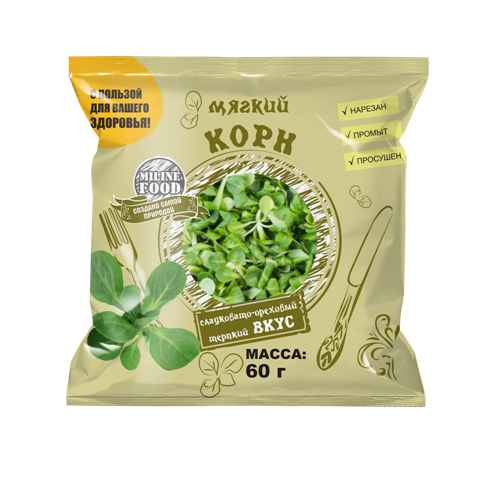 С ПОЛЬЗОЙ
ДЛЯ ВАШЕГО
ЗДОРОВЬЯ!
мягкий
КОРН
√ НАРЕЗАН
√ ПРОМЫТ
√ ПРОСУШЕН
MILINE
FOOD
СОЗДАНО САМОЙ
ПРИРОДОЙ
сладковато-ореховый
терпкий ВКУС
МАССА:
60 г